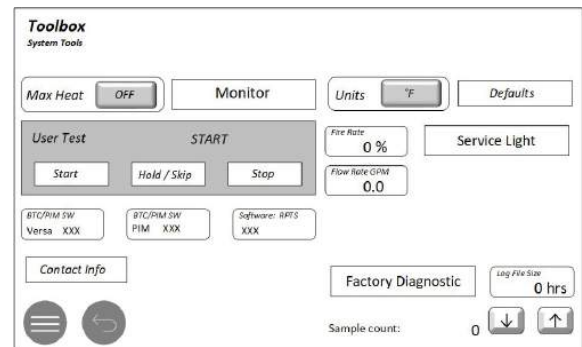 Toolbox
System Tools
Max Heat OFF Monitor Units °F Defaults
User Test START
Start Hold / Skip Stop
Fire Rate
0 %
Service Light
Flow Rate GPM
0.0
BTC/PIM SW
Versa XXX
BTC/PIM SW
PIM XXX
Software: RPTS
XXX
Contact Info
Factory Diagnostic
Log File Size
0 hrs
Sample count: 0